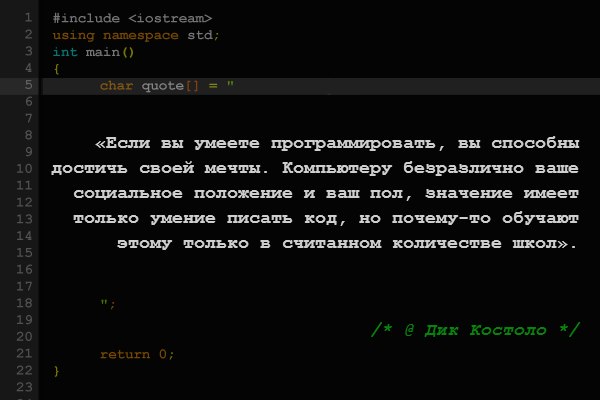 1 #include <iostream>
2 using namespace std;
3 int main()
4 {
5 char quote[] = "
6
7
8 «Если вы умеете программировать, вы способны
9
10 достичь своей мечты. Компьютеру безразлично ваше
11 социальное положение и ваш пол, значение имеет
12
13 только умение писать код, но почему-то обучают
14
15 этому только в считанном количестве школ».
16
17
18 ";
19
20 /* @ Дик Костоло */
21 return 0;
22 }
23